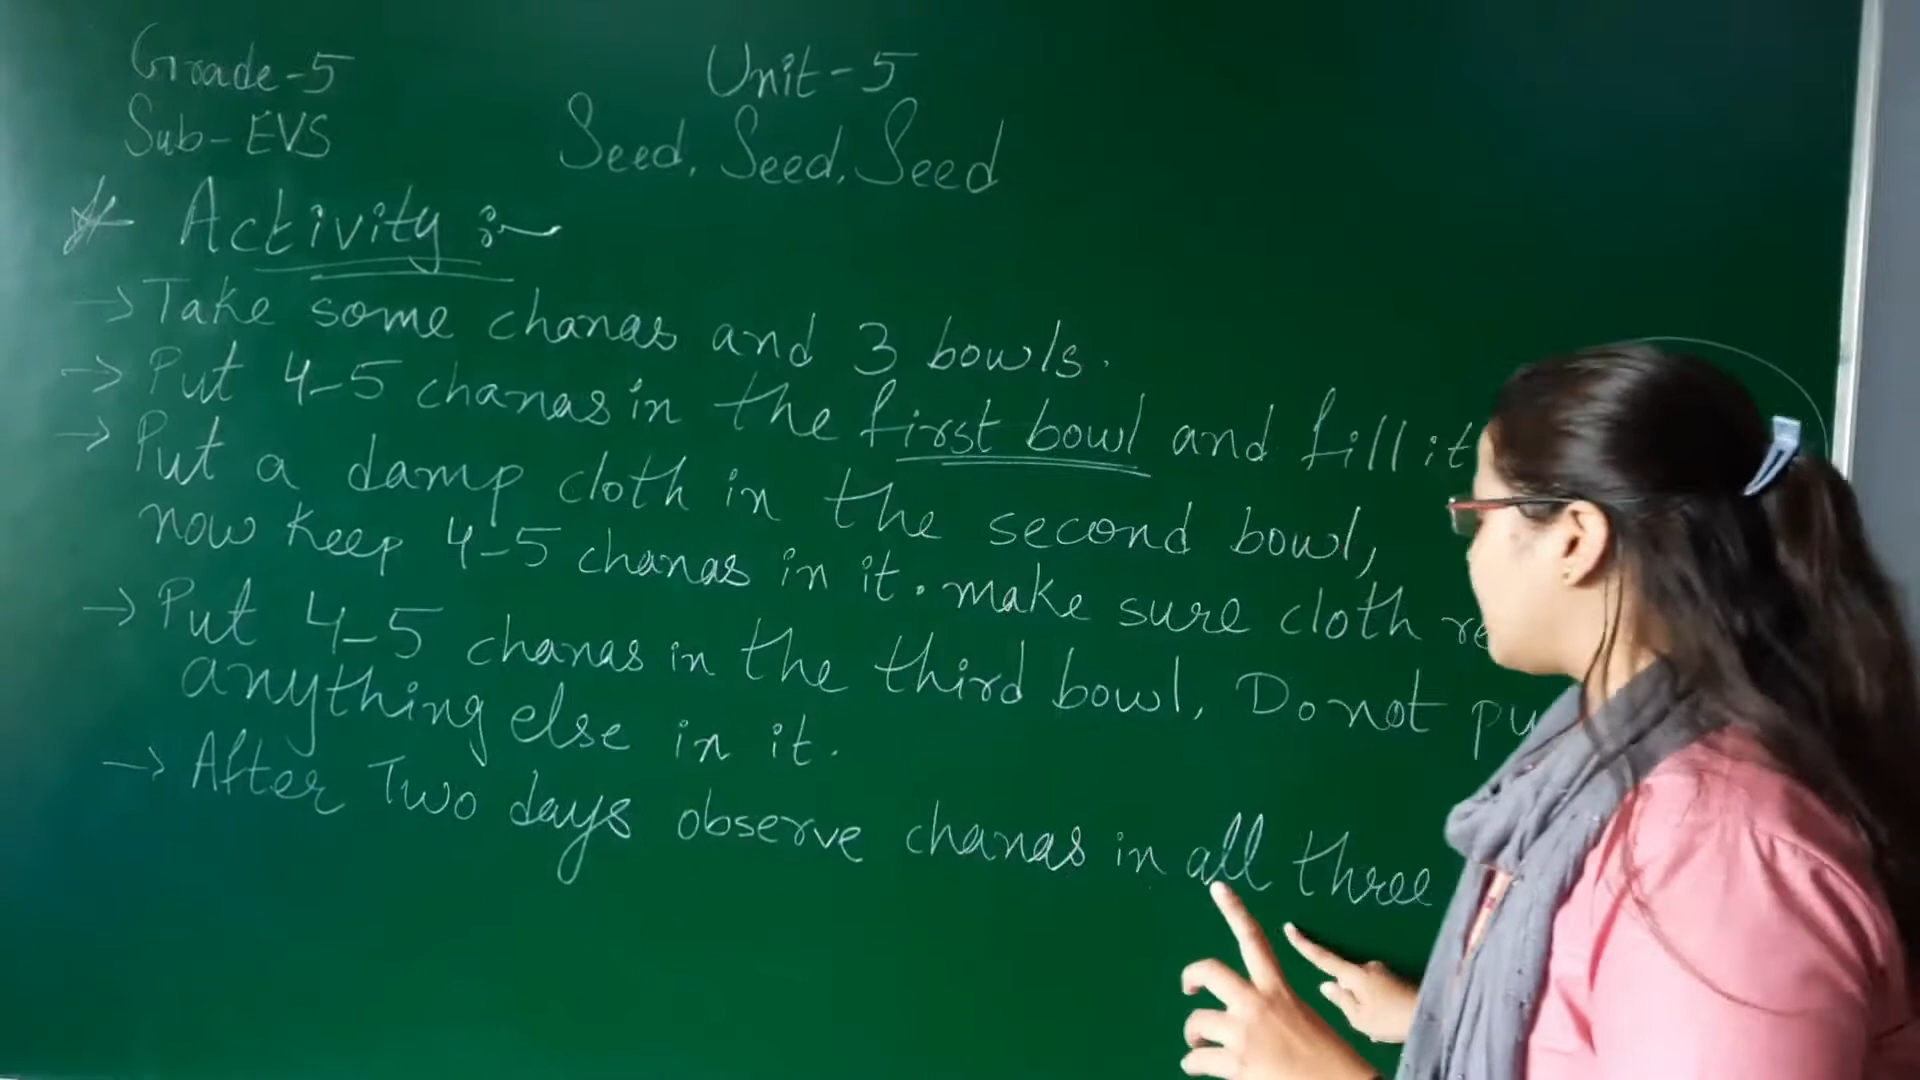 Grade-5
Unit-5
Sub-EVS
Seed, Seed, Seed
* Activity :-
→ Take some chanas and 3 bowls.
→ Put 4-5 chanas in the first bowl and fill it
→ Put a damp cloth in the second bowl,
now keep 4-5 chanas in it. make sure cloth
→ Put 4-5 chanas in the third bowl, Do not
anything else in it.
→ After Two days observe chanas in all three